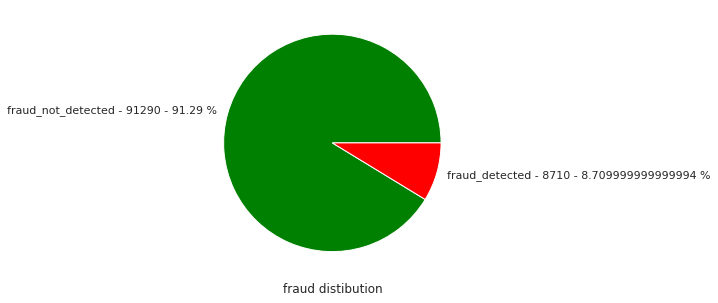 fraud_not_detected - 91290 - 91.29 %
fraud_detected - 8710 - 8.709999999999994 %
fraud distibution